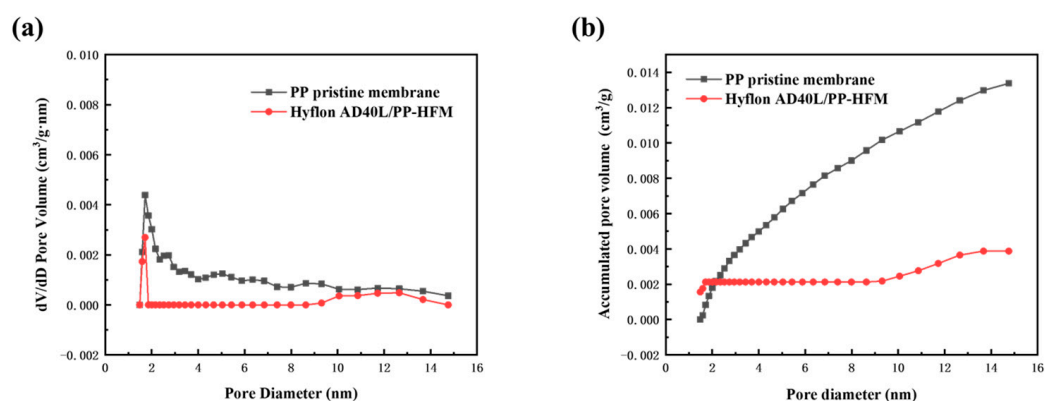 (a)
0.010
0.008
0.006
0.004
0.002
0.000
-0.002
dV/dD Pore Volume (cm³/g·nm)
PP pristine membrane
Hyflon AD40L/PP-HFM
0 2 4 6 8 10 12 14 16
Pore Diameter (nm)
(b)
0.014
0.012
0.010
0.008
0.006
0.004
0.002
0.000
-0.002
Accumulated pore volume (cm³/g)
PP pristine membrane
Hyflon AD40L/PP-HFM
0 2 4 6 8 10 12 14 16
Pore diameter (nm)